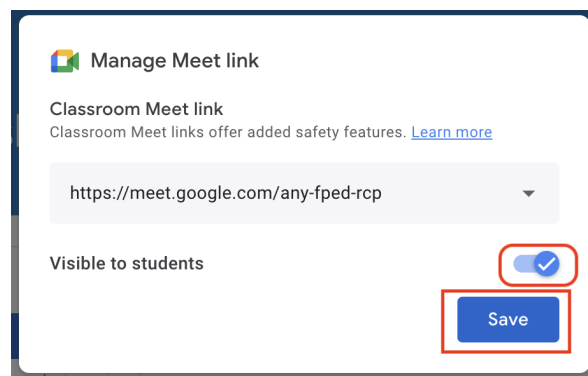 Manage Meet link
Classroom Meet link
Classroom Meet links offer added safety features. Learn more
https://meet.google.com/any-fped-rcp
Visible to students
Save